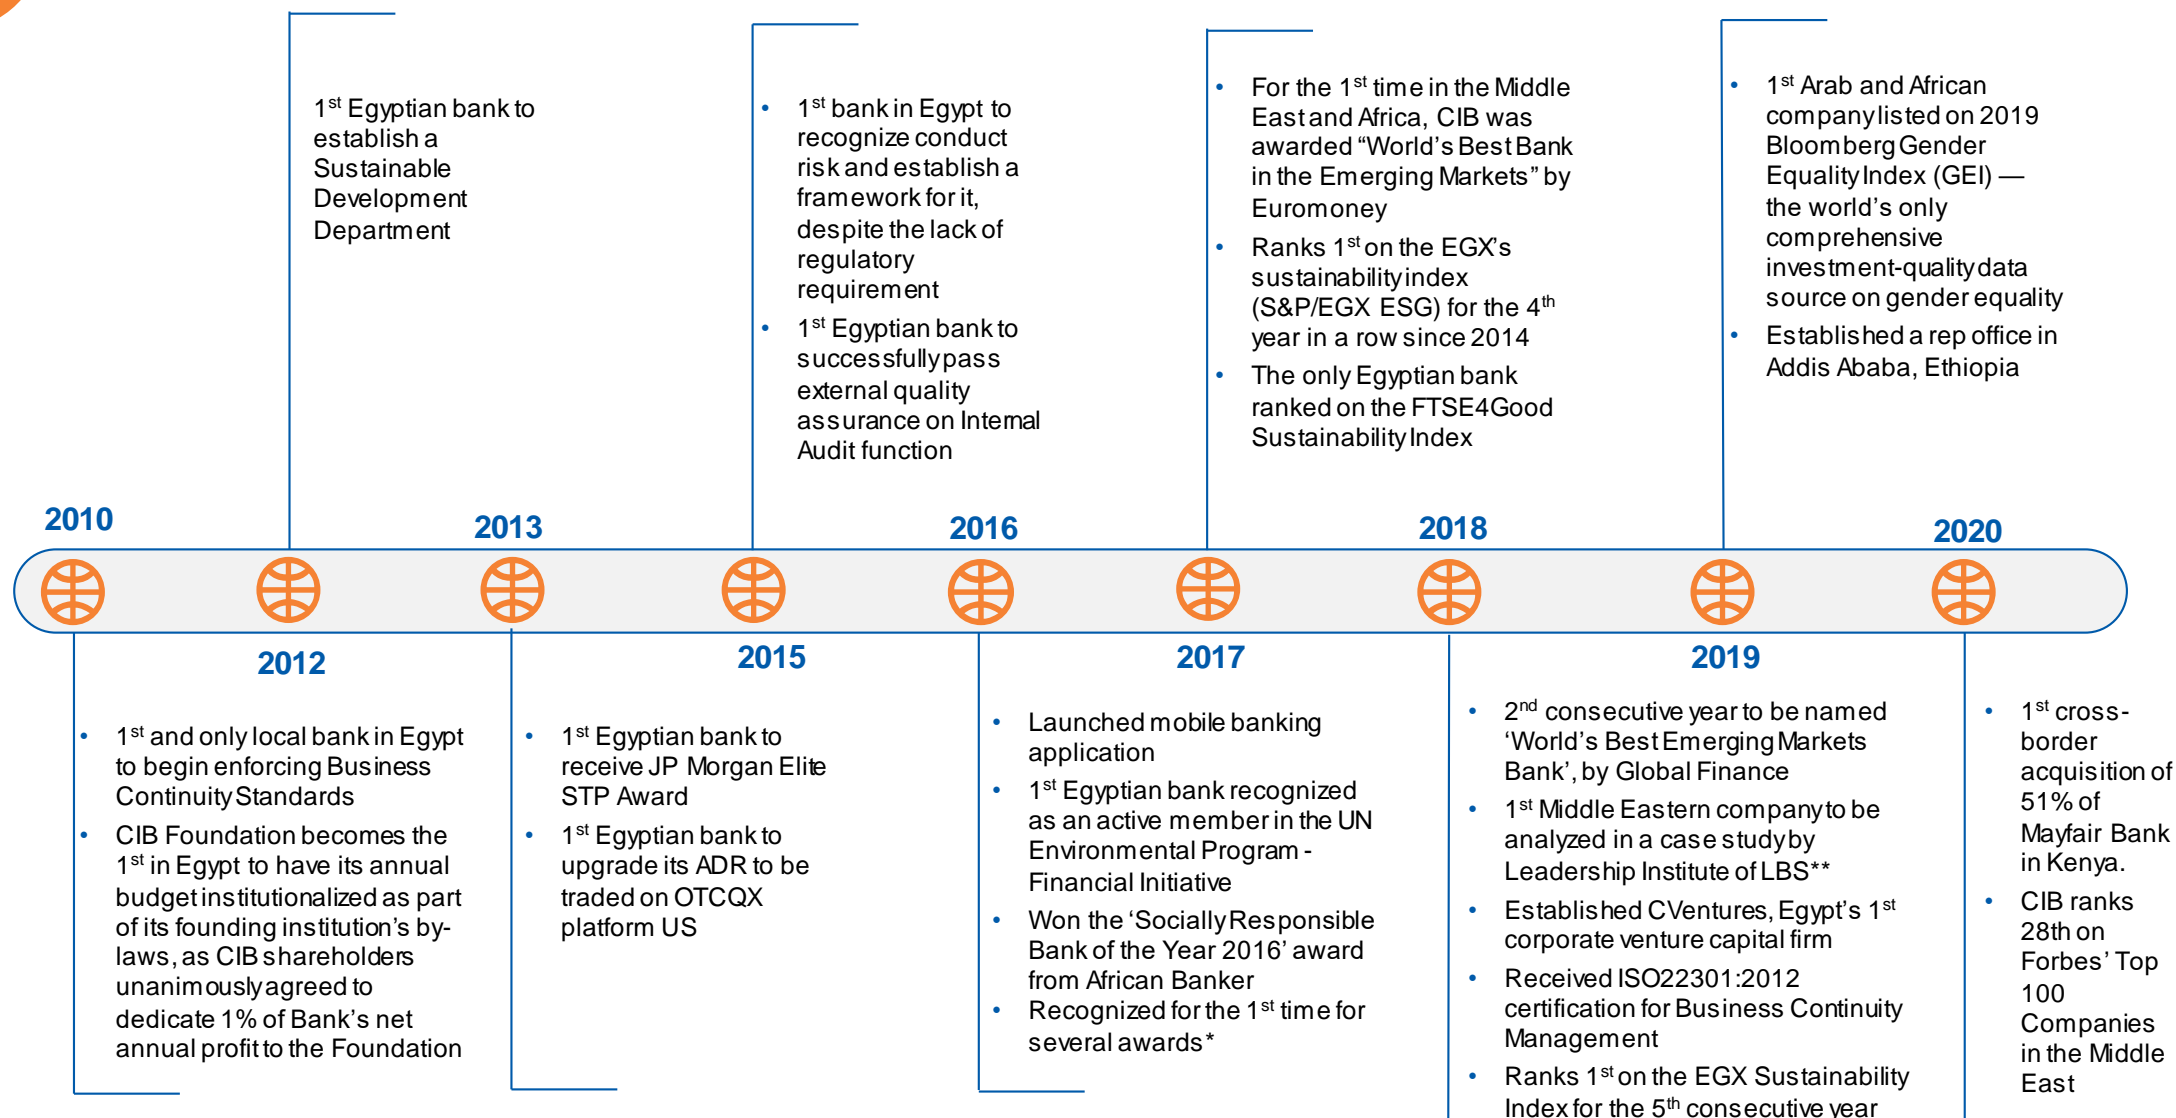 1st Egyptian bank to
establish a
Sustainable
Development
Department
• 1st bank in Egypt to
recognize conduct
risk and establish a
framework for it,
despite the lack of
regulatory
requirement
• 1st Egyptian bank to
successfully pass
external quality
assurance on Internal
Audit function
• For the 1st time in the Middle
East and Africa, CIB was
awarded “World’s Best Bank
in the Emerging Markets” by
Euromoney
• Ranks 1st on the EGX’s
sustainability index
(S&P/EGX ESG) for the 4th
year in a row since 2014
• The only Egyptian bank
ranked on the FTSE4Good
Sustainability Index
• 1st Arab and African
company listed on 2019
Bloomberg Gender
Equality Index (GEI) —
the world’s only
comprehensive
investment-quality data
source on gender equality
• Established a rep office in
Addis Ababa, Ethiopia
2010
2013
2016
2018
2020
2012
2015
2017
2019
• 1st and only local bank in Egypt
to begin enforcing Business
Continuity Standards
• CIB Foundation becomes the
1st in Egypt to have its annual
budget institutionalized as part
of its founding institution’s by-
laws, as CIB shareholders
unanimously agreed to
dedicate 1% of Bank’s net
annual profit to the Foundation
• 1st Egyptian bank to
receive JP Morgan Elite
STP Award
• 1st Egyptian bank to
upgrade its ADR to be
traded on OTCQX
platform US
• Launched mobile banking
application
• 1st Egyptian bank recognized
as an active member in the UN
Environmental Program -
Financial Initiative
• Won the ‘Socially Responsible
Bank of the Year 2016’ award
from African Banker
• Recognized for the 1st time for
several awards*
• 2nd consecutive year to be named
‘World’s Best Emerging Markets
Bank’, by Global Finance
• 1st Middle Eastern company to be
analyzed in a case study by
Leadership Institute of LBS**
• Established CVentures, Egypt’s 1st
corporate venture capital firm
• Received ISO22301:2012
certification for Business Continuity
Management
• Ranks 1st on the EGX Sustainability
Index for the 5th consecutive year
• 1st cross-
border
acquisition of
51% of
Mayfair Bank
in Kenya.
• CIB ranks
28th on
Forbes’ Top
100
Companies
in the Middle
East